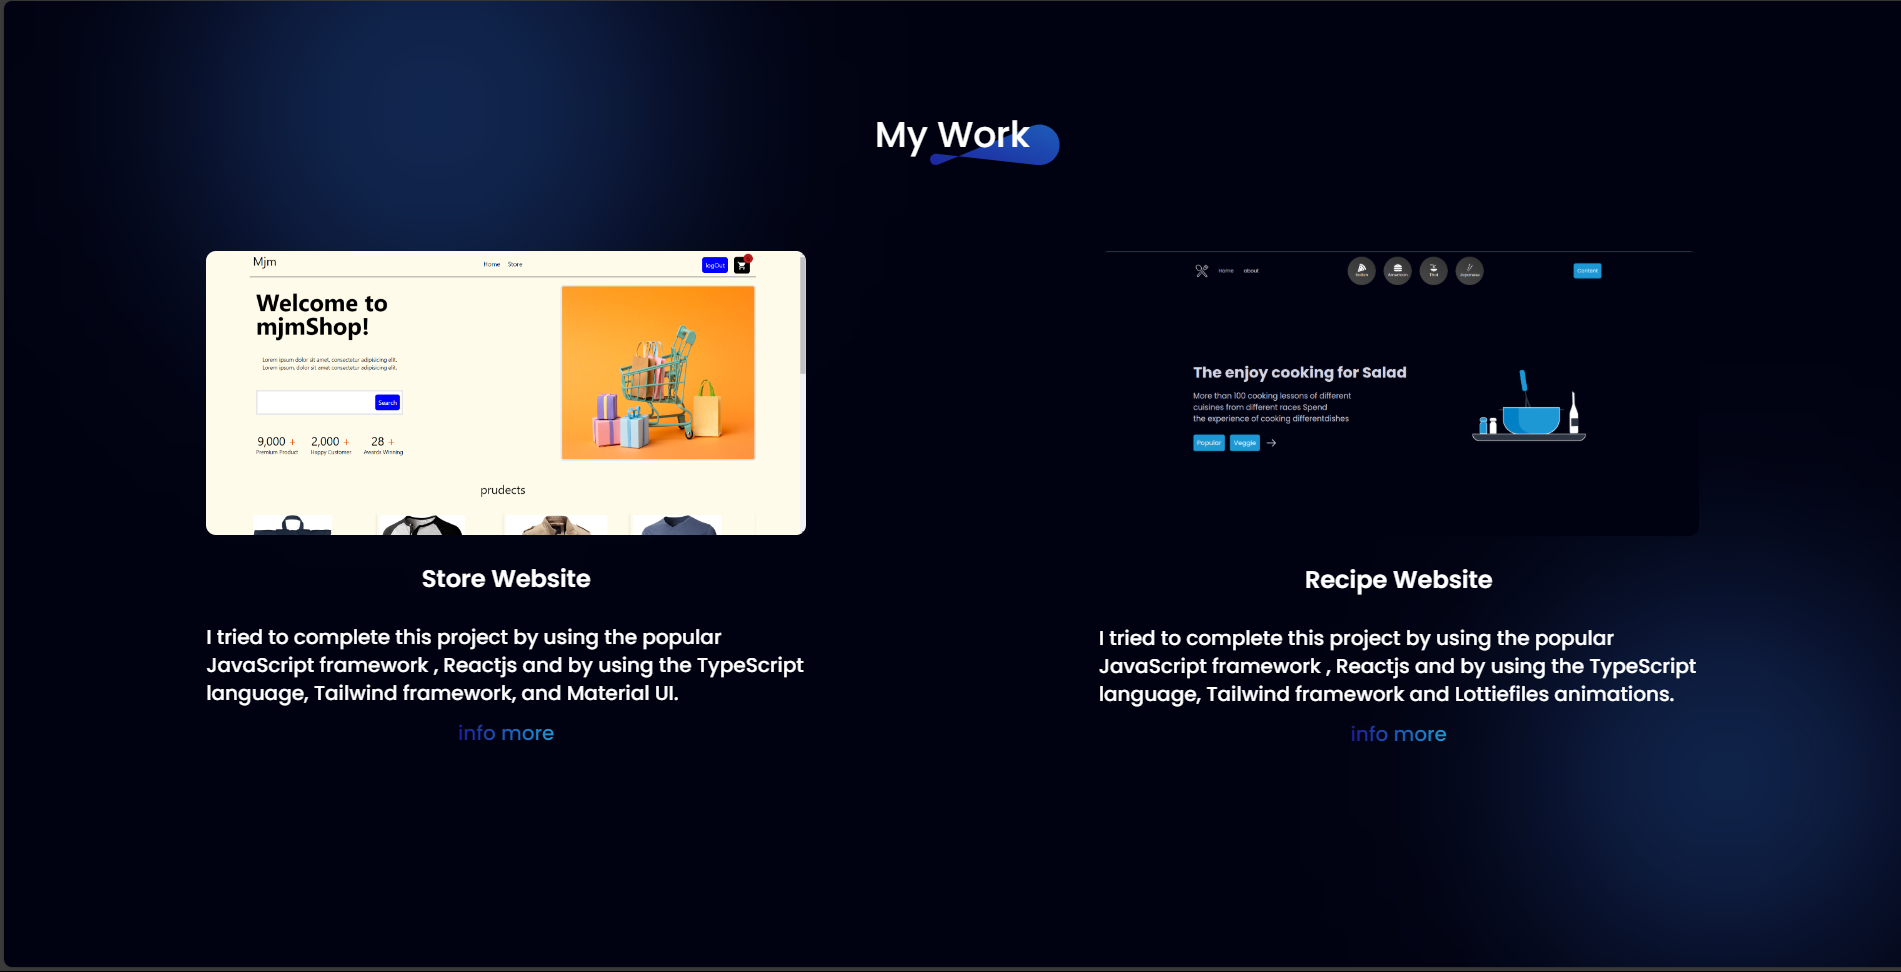 My Work
Mjm
Home Store
logOut
Welcome to
mjmShop!
Lorem ipsum dolor sit amet, consectetur adipisicing elit.
Lorem ipsum, dolor sit amet consectetur adipisicing elit.
Search
9,000 + 2,000 + 28 +
Premium Product Happy Customer Awards Winning
prudects
Store Website
I tried to complete this project by using the popular
JavaScript framework , Reactjs and by using the TypeScript
language, Tailwind framework, and Material UI.
info more
Home about
Content
The enjoy cooking for Salad
More than 100 cooking lessons of different
cuisines from different races Spend
the experience of cooking differentdishes
Popular Veggie
Recipe Website
I tried to complete this project by using the popular
JavaScript framework , Reactjs and by using the TypeScript
language, Tailwind framework and Lottiefiles animations.
info more